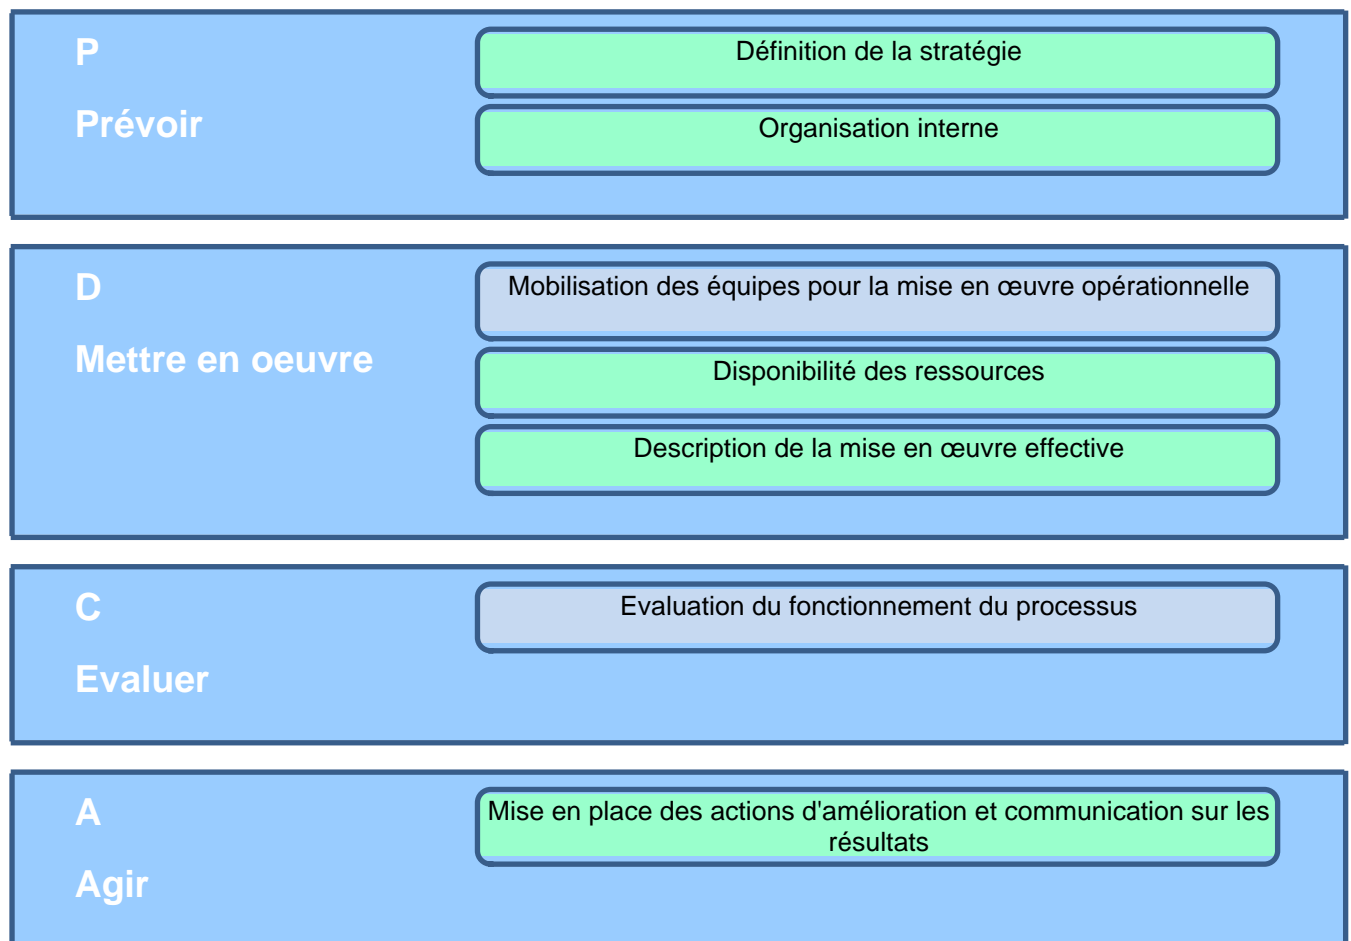 P
Prévoir
Définition de la stratégie
Organisation interne
D
Mettre en oeuvre
Mobilisation des équipes pour la mise en œuvre opérationnelle
Disponibilité des ressources
Description de la mise en œuvre effective
C
Evaluer
Evaluation du fonctionnement du processus
A
Agir
Mise en place des actions d'amélioration et communication sur les
résultats